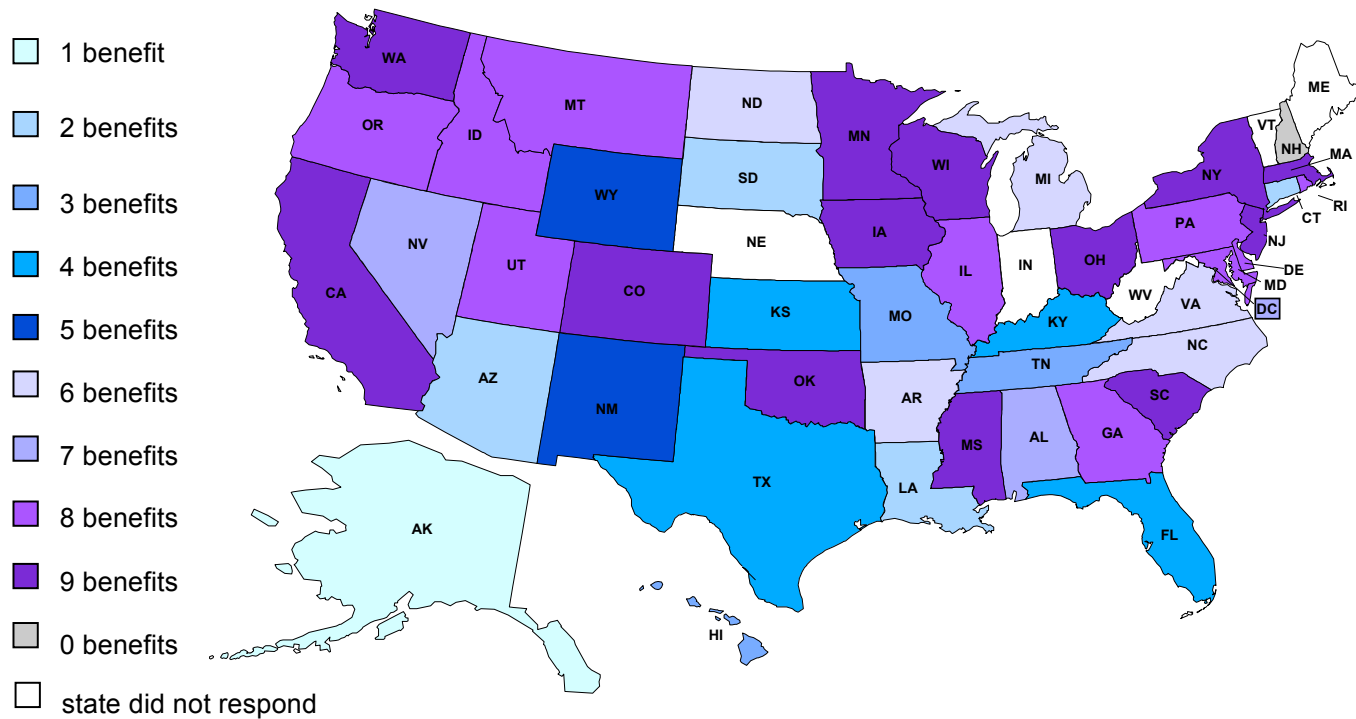 1 benefit
2 benefits
3 benefits
4 benefits
5 benefits
6 benefits
7 benefits
8 benefits
9 benefits
0 benefits
state did not respond
WA
OR
ID
MT
ND
SD
WY
NE
NV
UT
CO
CA
AZ
NM
KS
OK
TX
MN
IA
MO
AR
LA
WI
IL
MI
IN
OH
KY
TN
MS
AL
GA
FL
SC
NC
VA
WV
DC
MD
DE
NJ
PA
NY
CT
RI
MA
NH
VT
ME
AK
HI